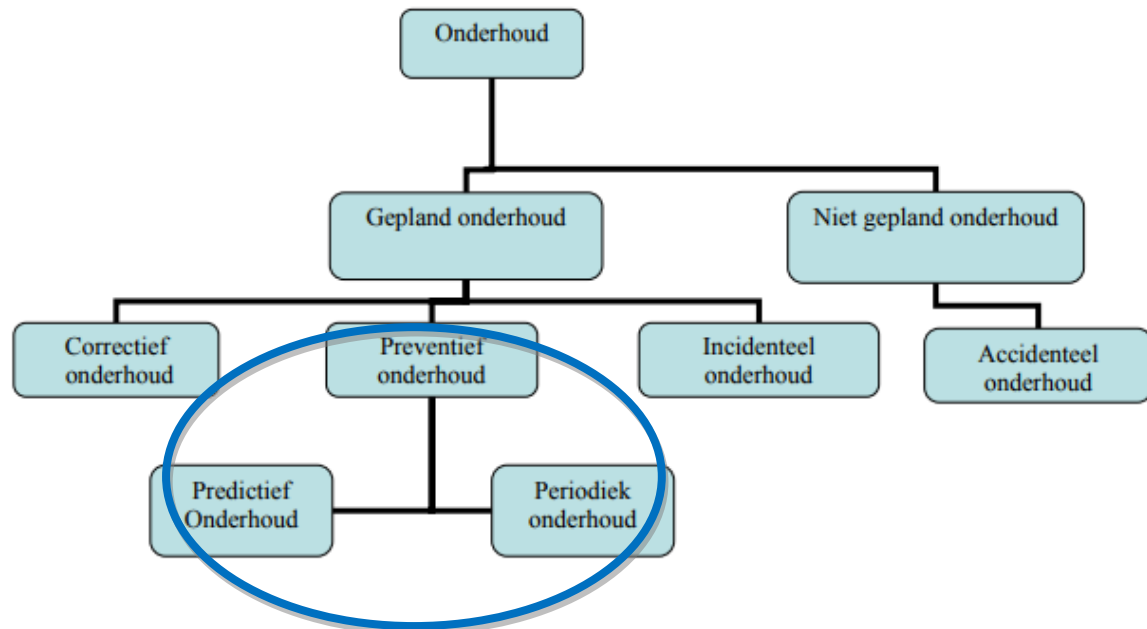 Onderhoud
Gepland onderhoud
Niet gepland onderhoud
Correctief
onderhoud
Preventief
onderhoud
Incidenteel
onderhoud
Accidenteel
onderhoud
Predictief
Onderhoud
Periodiek
onderhoud